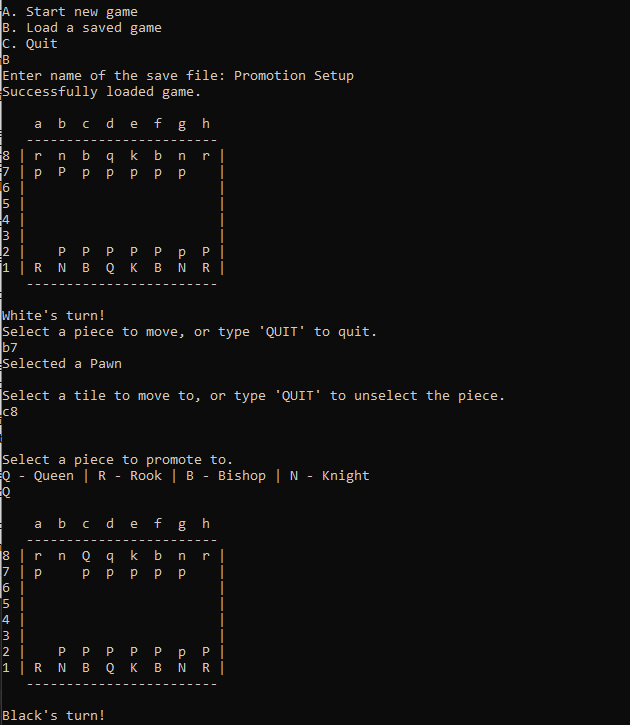 A. Start new game
B. Load a saved game
C. Quit
B
Enter name of the save file: Promotion Setup
Successfully loaded game.
    a  b  c  d  e  f  g  h
   ------------------------
8 | r  n  b  q  k  b  n  r |
7 | p  P  p  p  p  p  p    |
6 |                        |
5 |                        |
4 |                        |
3 |                        |
2 |    P  P  P  P  P  p  P |
1 | R  N  B  Q  K  B  N  R |
   ------------------------
White's turn!
Select a piece to move, or type 'QUIT' to quit.
b7
Selected a Pawn
Select a tile to move to, or type 'QUIT' to unselect the piece.
c8
Select a piece to promote to.
Q - Queen | R - Rook | B - Bishop | N - Knight
Q
    a  b  c  d  e  f  g  h
   ------------------------
8 | r  n  Q  q  k  b  n  r |
7 | p     p  p  p  p  p    |
6 |                        |
5 |                        |
4 |                        |
3 |                        |
2 |    P  P  P  P  P  p  P |
1 | R  N  B  Q  K  B  N  R |
   ------------------------
Black's turn!